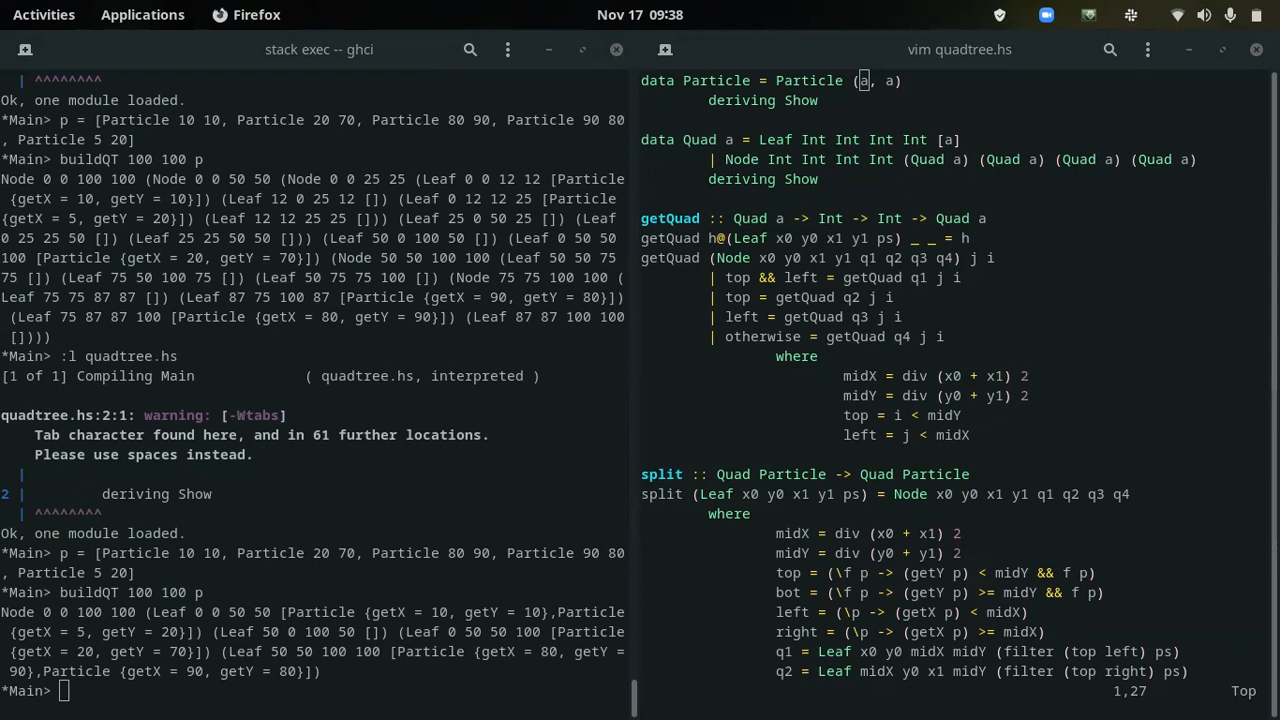 Activities Applications Firefox Nov 17 09:38
stack exec -- ghci
| ^^^^^^^^
Ok, one module loaded.
*Main> p = [Particle 10 10, Particle 20 70, Particle 80 90, Particle 90 80
, Particle 5 20]
*Main> buildQT 100 100 p
Node 0 0 100 100 (Node 0 0 50 50 (Node 0 0 25 25 (Leaf 0 0 12 12 [Particle
{getX = 10, getY = 10}]) (Leaf 12 0 25 12 []) (Leaf 0 12 12 25 [Particle
{getX = 5, getY = 20}]) (Leaf 12 12 25 25 [])) (Leaf 25 0 50 25 []) (Leaf
0 25 25 50 []) (Leaf 25 25 50 50 [])) (Leaf 50 0 100 50 []) (Leaf 0 50 50
100 [Particle {getX = 20, getY = 70}]) (Node 50 50 100 100 (Leaf 50 50 75
75 []) (Leaf 75 50 100 75 []) (Leaf 50 75 75 100 []) (Node 75 75 100 100 (
Leaf 75 75 87 87 []) (Leaf 87 75 100 87 [Particle {getX = 90, getY = 80}])
(Leaf 75 87 87 100 [Particle {getX = 80, getY = 90}]) (Leaf 87 87 100 100
[])))
*Main> :l quadtree.hs
[1 of 1] Compiling Main ( quadtree.hs, interpreted )
quadtree.hs:2:1: warning: [-Wtabs]
Tab character found here, and in 61 further locations.
Please use spaces instead.
|
2 | deriving Show
| ^^^^^^^^
Ok, one module loaded.
*Main> p = [Particle 10 10, Particle 20 70, Particle 80 90, Particle 90 80
, Particle 5 20]
*Main> buildQT 100 100 p
Node 0 0 100 100 (Leaf 0 0 50 50 [Particle {getX = 10, getY = 10},Particle
{getX = 5, getY = 20}]) (Leaf 50 0 100 50 []) (Leaf 0 50 50 100 [Particle
{getX = 20, getY = 70}]) (Leaf 50 50 100 100 [Particle {getX = 80, getY =
90},Particle {getX = 90, getY = 80}])
*Main>
vim quadtree.hs
data Particle = Particle (a, a)
deriving Show
data Quad a = Leaf Int Int Int Int [a]
| Node Int Int Int Int (Quad a) (Quad a) (Quad a) (Quad a)
deriving Show
getQuad :: Quad a -> Int -> Int -> Quad a
getQuad h@(Leaf x0 y0 x1 y1 ps) _ _ = h
getQuad (Node x0 y0 x1 y1 q1 q2 q3 q4) j i
| top && left = getQuad q1 j i
| top = getQuad q2 j i
| left = getQuad q3 j i
| otherwise = getQuad q4 j i
where
midX = div (x0 + x1) 2
midY = div (y0 + y1) 2
top = i < midY
left = j < midX
split :: Quad Particle -> Quad Particle
split (Leaf x0 y0 x1 y1 ps) = Node x0 y0 x1 y1 q1 q2 q3 q4
where
midX = div (x0 + x1) 2
midY = div (y0 + y1) 2
top = (\f p -> (getY p) < midY && f p)
bot = (\f p -> (getY p) >= midY && f p)
left = (\p -> (getX p) < midX)
right = (\p -> (getX p) >= midX)
q1 = Leaf x0 y0 midX midY (filter (top left) ps)
q2 = Leaf midX y0 x1 midY (filter (top right) ps)
1,27 Top